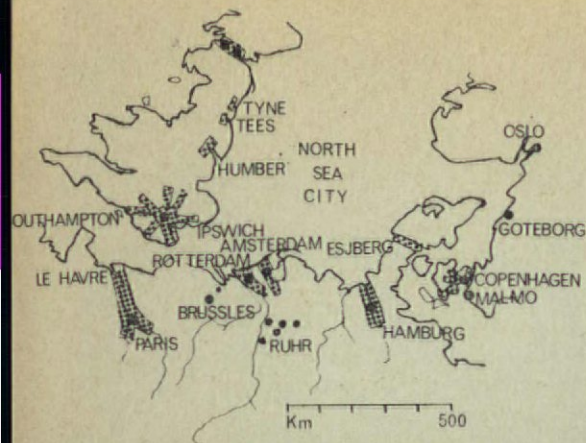 TYNE
TEES
HUMBER
NORTH
SEA
CITY
OSLO
OUTHAMPTON
IPSWICH
AMSTERDAM
ESJBERG
GOTEBORG
ROTTERDAM
LE HAVRE
COPENHAGEN
MALMO
BRUSSLES
HAMBURG
PARIS
RUHR
Km
500